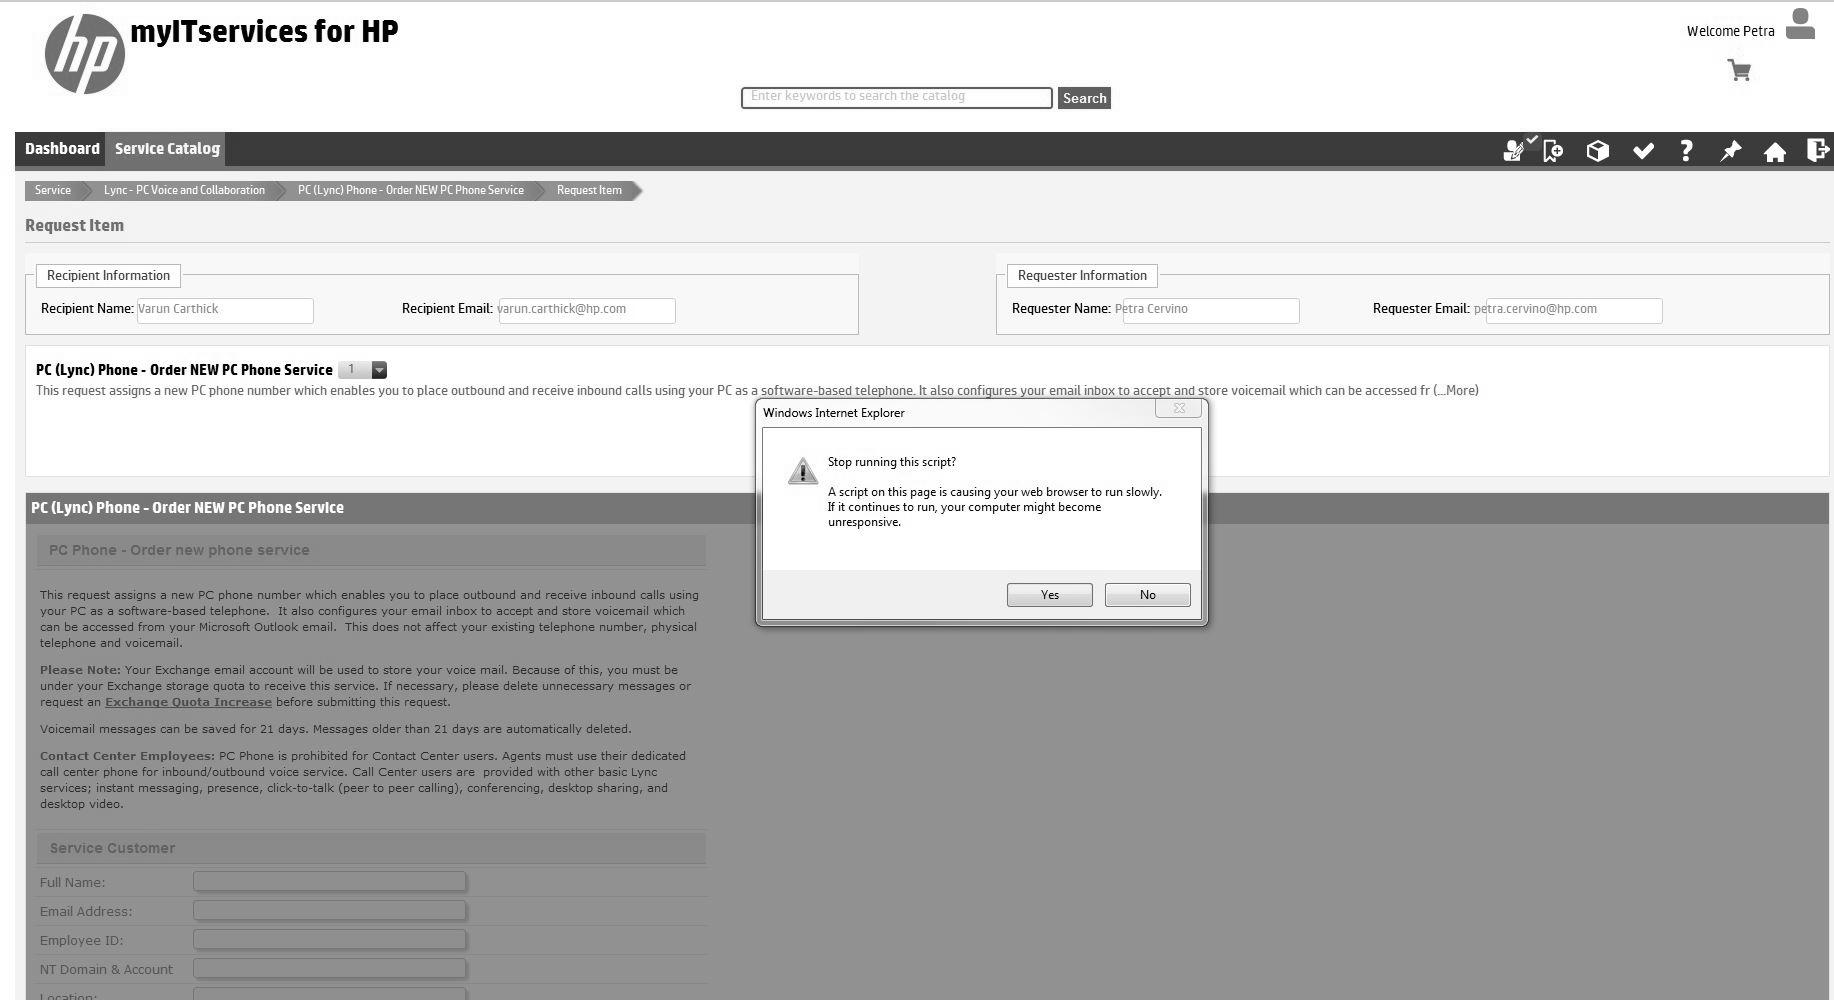 hp
myITservices for HP
Welcome Petra
Enter keywords to search the catalog
Search
Dashboard Service Catalog
Service Lync - PC Voice and Collaboration PC (Lync) Phone - Order NEW PC Phone Service Request Item
Request Item
Recipient Information
Recipient Name: Varun Carthick Recipient Email: varun.carthick@hp.com
Requester Information
Requester Name: Petra Cervino Requester Email: petra.cervino@hp.com
PC (Lync) Phone - Order NEW PC Phone Service 1
This request assigns a new PC phone number which enables you to place outbound and receive inbound calls using your PC as a software-based telephone. It also configures your email inbox to accept and store voicemail which can be accessed fr (...More)
Windows Internet Explorer
Stop running this script?
A script on this page is causing your web browser to run slowly.
If it continues to run, your computer might become
unresponsive.
Yes No
PC (Lync) Phone - Order NEW PC Phone Service
PC Phone - Order new phone service
This request assigns a new PC phone number which enables you to place outbound and receive inbound calls using
your PC as a software-based telephone.  It also configures your email inbox to accept and store voicemail which
can be accessed from your Microsoft Outlook email.  This does not affect your existing telephone number, physical
telephone and voicemail.
Please Note: Your Exchange email account will be used to store your voice mail. Because of this, you must be
under your Exchange storage quota to receive this service. If necessary, please delete unnecessary messages or
request an Exchange Quota Increase before submitting this request.
Voicemail messages can be saved for 21 days. Messages older than 21 days are automatically deleted.
Contact Center Employees: PC Phone is prohibited for Contact Center users. Agents must use their dedicated
call center phone for inbound/outbound voice service. Call Center users are  provided with other basic Lync
services; instant messaging, presence, click-to-talk (peer to peer calling), conferencing, desktop sharing, and
desktop video.
Service Customer
Full Name:
Email Address:
Employee ID:
NT Domain & Account
Location: